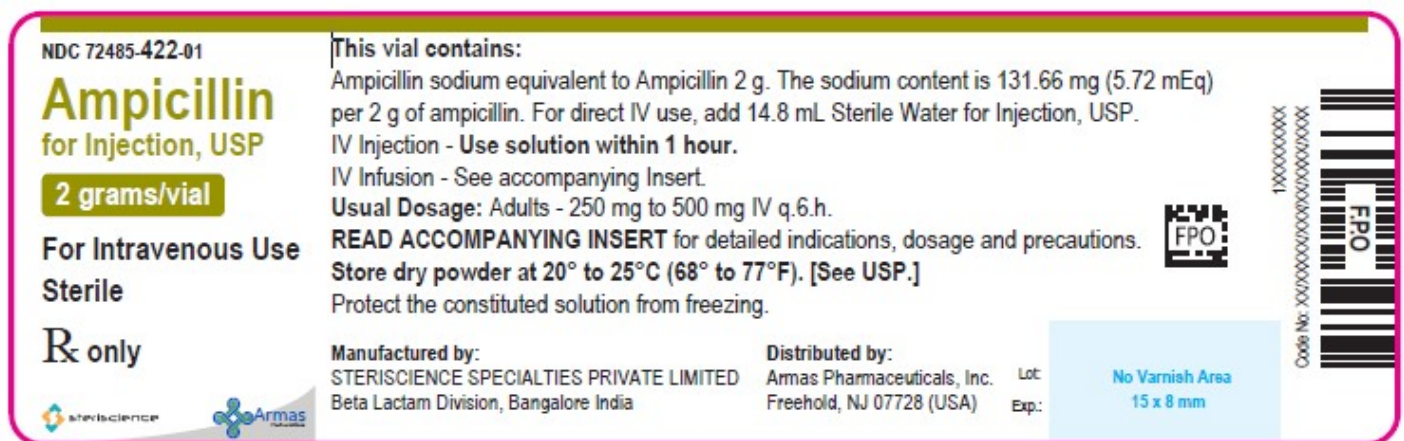 NDC 72485-422-01
Ampicillin
for Injection, USP
2 grams/vial
For Intravenous Use
Sterile
℞ only
steriscience
Armas
This vial contains:
Ampicillin sodium equivalent to Ampicillin 2 g. The sodium content is 131.66 mg (5.72 mEq)
per 2 g of ampicillin. For direct IV use, add 14.8 mL Sterile Water for Injection, USP.
IV Injection - Use solution within 1 hour.
IV Infusion - See accompanying Insert.
Usual Dosage: Adults - 250 mg to 500 mg IV q.6.h.
READ ACCOMPANYING INSERT for detailed indications, dosage and precautions.
Store dry powder at 20° to 25°C (68° to 77°F). [See USP.]
Protect the constituted solution from freezing.
Manufactured by:
STERISCIENCE SPECIALTIES PRIVATE LIMITED
Beta Lactam Division, Bangalore India
Distributed by:
Armas Pharmaceuticals, Inc.
Freehold, NJ 07728 (USA)
Lot:
Exp.:
No Varnish Area
15 x 8 mm
FPO
Code No:
FPO